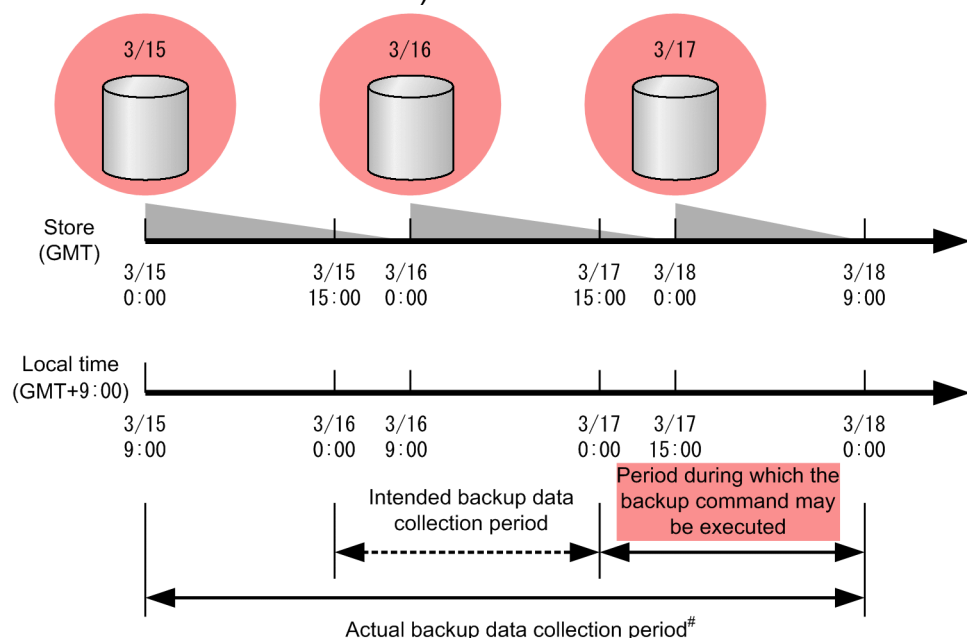 )
3/15
3/16
3/17
Store
(GMT)
3/15
0:00
3/15
15:00
3/16
0:00
3/17
15:00
3/18
0:00
3/18
9:00
Local time
(GMT+9:00)
3/15
9:00
3/16
0:00
3/16
9:00
3/17
0:00
3/17
15:00
3/18
0:00
Intended backup data
collection period
Period during which the
backup command may
be executed
Actual backup data collection period#